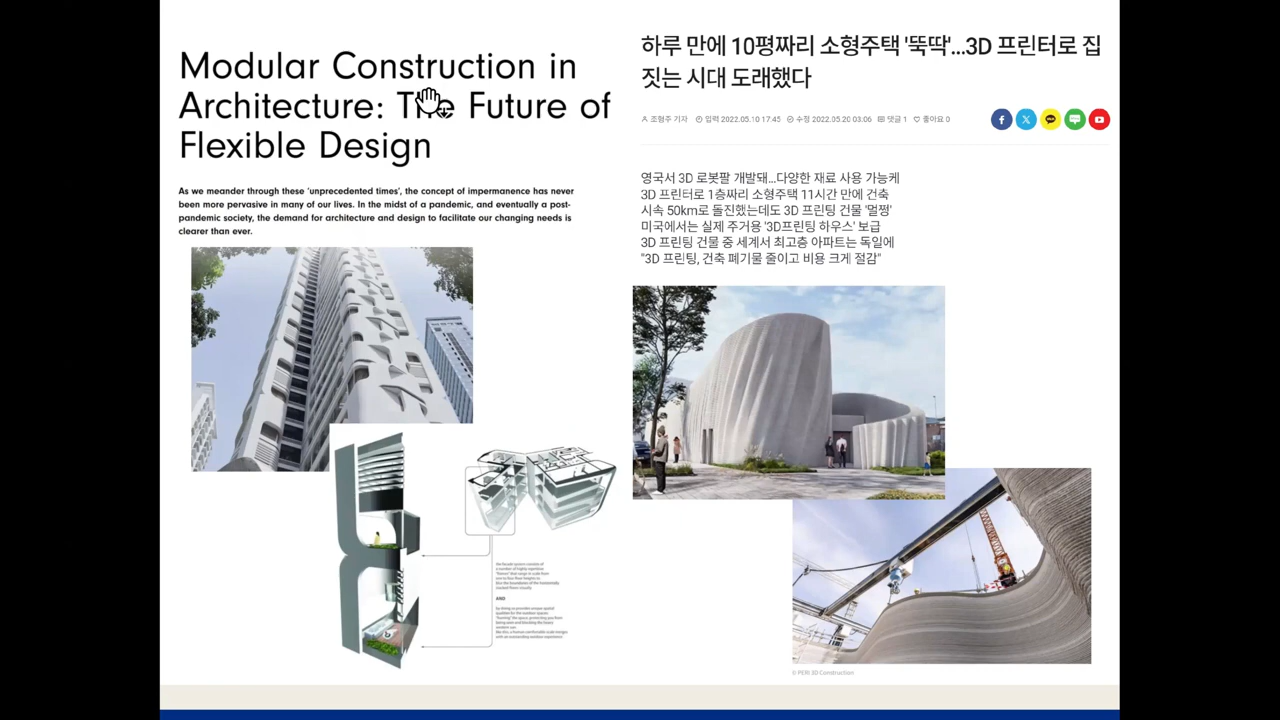 Modular Construction in
Architecture: The Future of
Flexible Design
As we meander through these 'unprecedented times', the concept of impermanence has never
been more pervasive in many of our lives. In the midst of a pandemic, and eventually a post-
pandemic society, the demand for architecture and design to facilitate our changing needs is
clearer than ever.
the facade system consists of
a number of highly repetitive
AND
하루 만에 10평짜리 소형주택 '뚝딱'...3D 프린터로 집
짓는 시대 도래했다
조형주 기자 입력 2022.05.10 17:45 수정 2022.05.20 03:06 댓글 1 좋아요 0
영국서 3D 로봇팔 개발돼...다양한 재료 사용 가능케
3D 프린터로 1층짜리 소형주택 11시간 만에 건축
시속 50km로 돌진했는데도 3D 프린팅 건물 '멀쩡'
미국에서는 실제 주거용 '3D프린팅 하우스' 보급
3D 프린팅 건물 중 세계서 최고층 아파트는 독일에
"3D 프린팅, 건축 폐기물 줄이고 비용 크게 절감"
© PERI 3D Construction